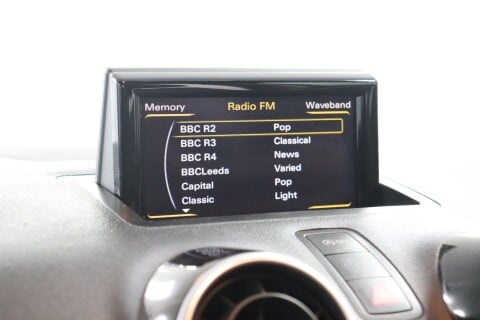 Memory Radio FM Waveband
BBC R2 Pop
BBC R3 Classical
BBC R4 News
BBCLeeds Varied
Capital Pop
Classic Light